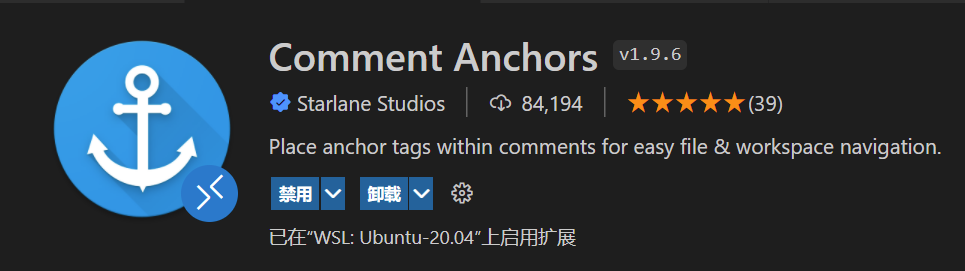 Comment Anchors v1.9.6
Starlane Studios 84,194 (39)
Place anchor tags within comments for easy file & workspace navigation.
禁用 卸载
已在“WSL: Ubuntu-20.04”上启用扩展